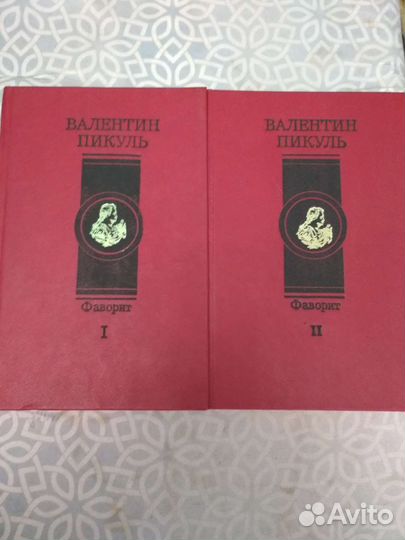 ВАЛЕНТИН
ПИКУЛЬ
Фаворит
I
ВАЛЕНТИН
ПИКУЛЬ
Фаворит
II
Avito